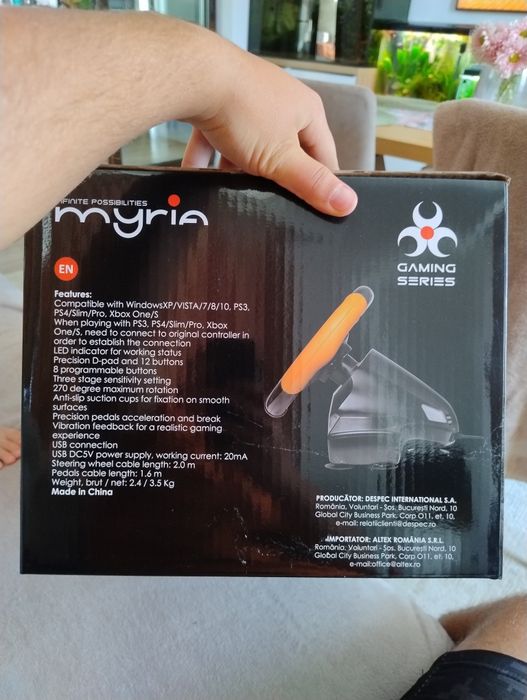 INFINITE POSSIBILITIES
myria
GAMING
SERIES
EN
Features:
Compatible with WindowsXP/VISTA/7/8/10, PS3,
PS4/Slim/Pro, Xbox One/S
When playing with PS3, PS4/Slim/Pro, Xbox
One/S, need to connect to original controller in
order to establish the connection
LED indicator for working status
Precision D-pad and 12 buttons
8 programmable buttons
Three stage sensitivity setting
270 degree maximum rotation
Anti-slip suction cups for fixation on smooth
surfaces
Precision pedals acceleration and break
Vibration feedback for a realistic gaming
experience
USB connection
USB DC5V power supply, working current: 20mA
Steering wheel cable length: 2.0 m
Pedals cable length: 1.6 m
Weight, brut / net: 2.4 / 3.5 Kg
Made in China
PRODUCĂTOR: DESPEC INTERNATIONAL S.A.
România, Voluntari - Șos. București Nord, 10
Global City Business Park, Corp O11, et. 10,
e-mail: relatiiclienti@despec.ro
IMPORTATOR: ALTEX ROMÂNIA S.R.L.
România, Voluntari - Șos. București Nord, 10
Global City Business Park, Corp O11, et. 10,
e-mail:office@altex.ro